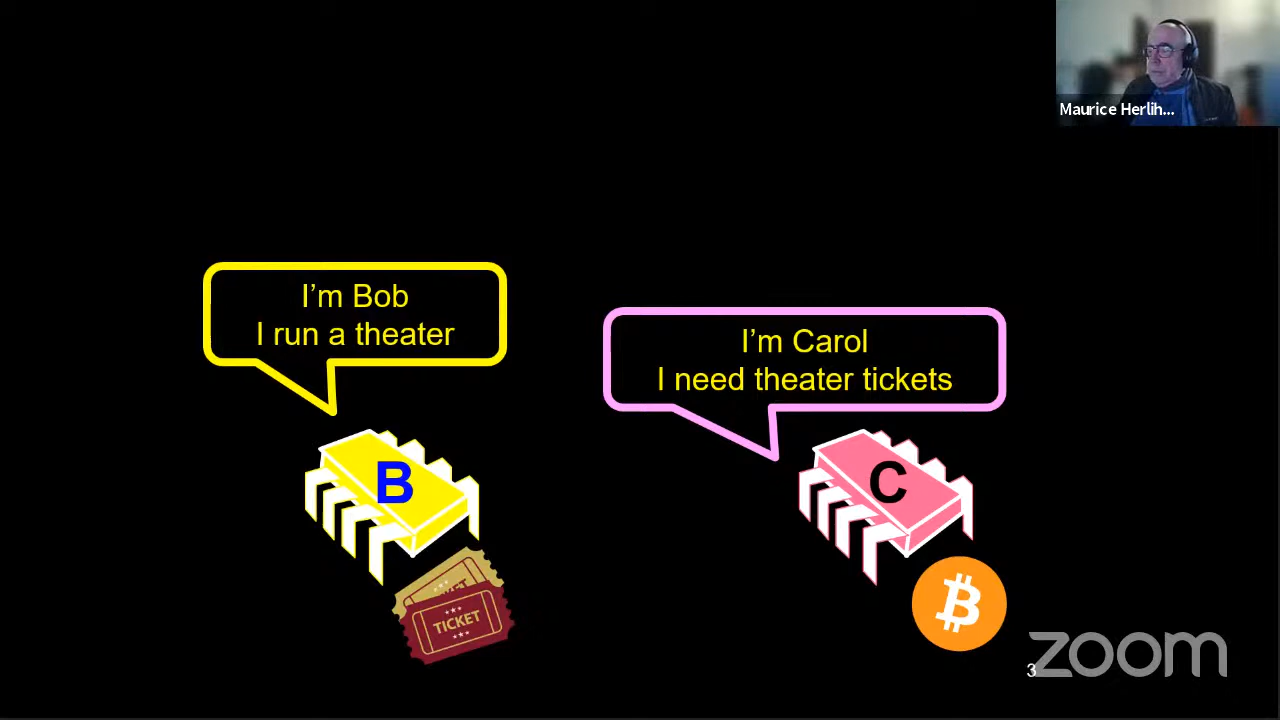 Maurice Herlih...
I'm Bob
I run a theater
I'm Carol
I need theater tickets
B
C
TICKET
3
zoom